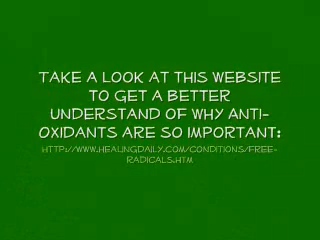 TAKE A LOOK AT THIS WEBSITE
TO GET A BETTER
UNDERSTAND OF WHY ANTI-
OXIDANTS ARE SO IMPORTANT:
HTTP://WWW.HEALINGDAILY.COM/CONDITIONS/FREE-
RADICALS.HTM